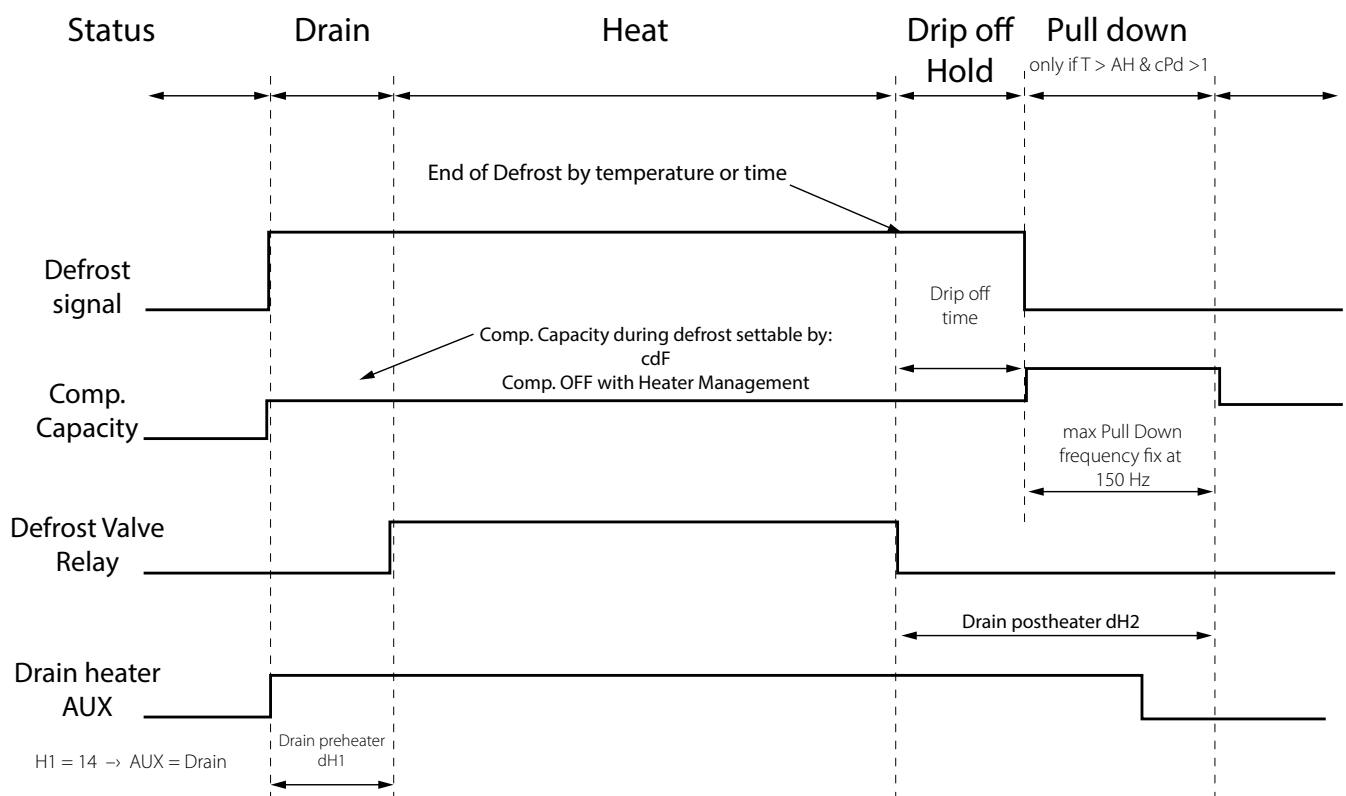 Status
Drain
Heat
Drip off
Hold
Pull down
only if T > AH & cPd >1
End of Defrost by temperature or time
Defrost
signal
Drip off
time
Comp. Capacity during defrost settable by:
cdF
Comp. OFF with Heater Management
Comp.
Capacity
max Pull Down
frequency fix at
150 Hz
Defrost Valve
Relay
Drain postheater dH2
Drain heater
AUX
Drain preheater
dH1
H1 = 14 → AUX = Drain